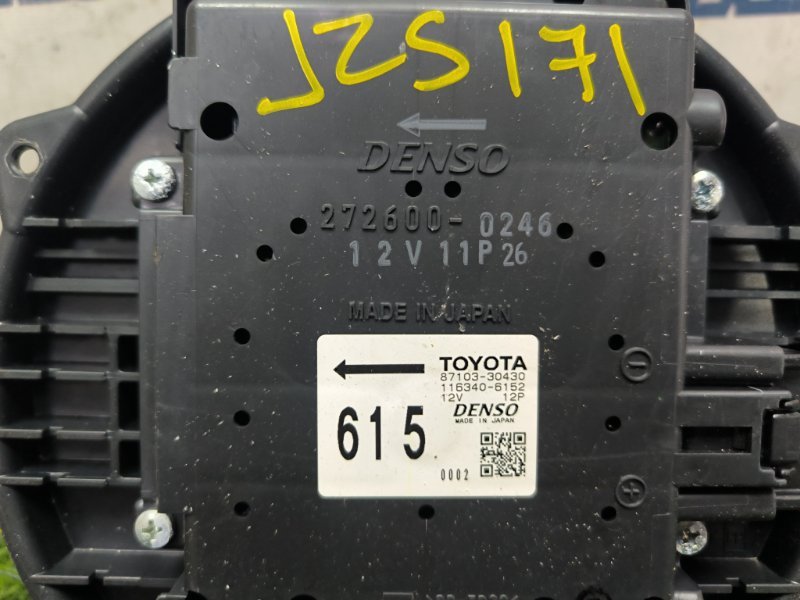 JZS171
DENSO
272600-0246
12V 11P 26
MADE IN JAPAN
TOYOTA
87103-30430
116340-6152
12V 12P
DENSO
MADE IN JAPAN
615
0002